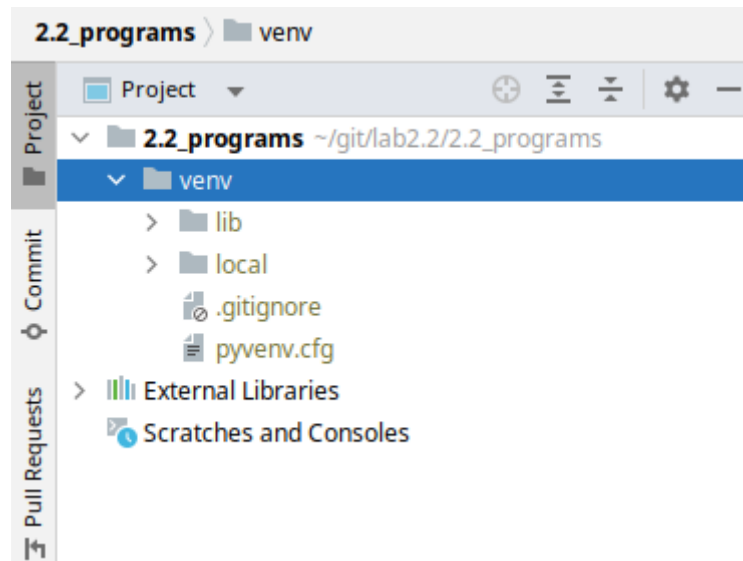 2.2_programs venv
Project
Project
2.2_programs ~/git/lab2.2/2.2_programs
venv
lib
local
.gitignore
pyvenv.cfg
External Libraries
Scratches and Consoles
Commit
Pull Requests